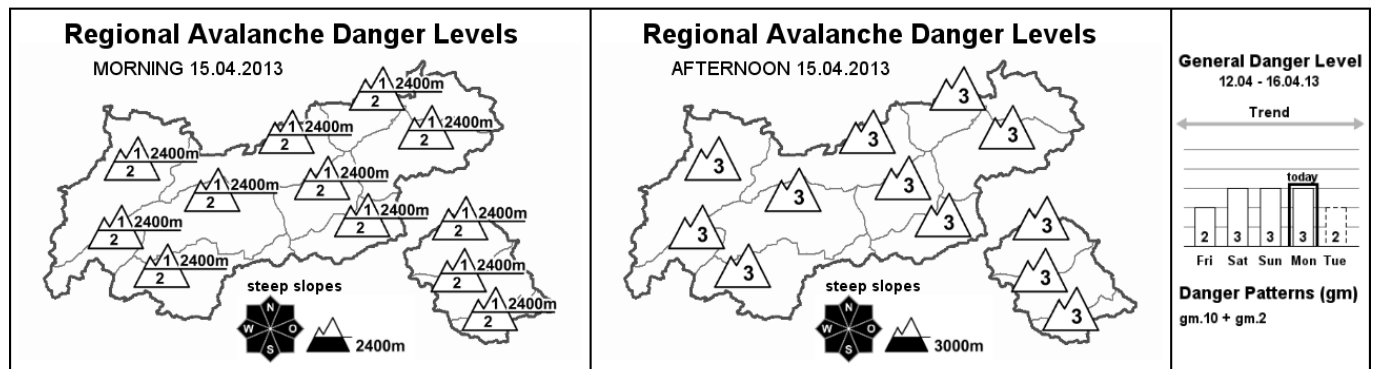 Regional Avalanche Danger Levels
MORNING 15.04.2013
1 2400m
2
1 2400m
2
1 2400m
2
1 2400m
2
1 2400m
2
1 2400m
2
1 2400m
2
1 2400m
2
1 2400m
2
1 2400m
2
1 2400m
2
1 2400m
2
steep slopes
N
W O
S
2400m
Regional Avalanche Danger Levels
AFTERNOON 15.04.2013
3
3
3
3
3
3
3
3
3
3
3
3
steep slopes
N
W O
S
3000m
General Danger Level
12.04 - 16.04.13
Trend
today
2 3 3 3 2
Fri Sat Sun Mon Tue
Danger Patterns (gm)
gm.10 + gm.2